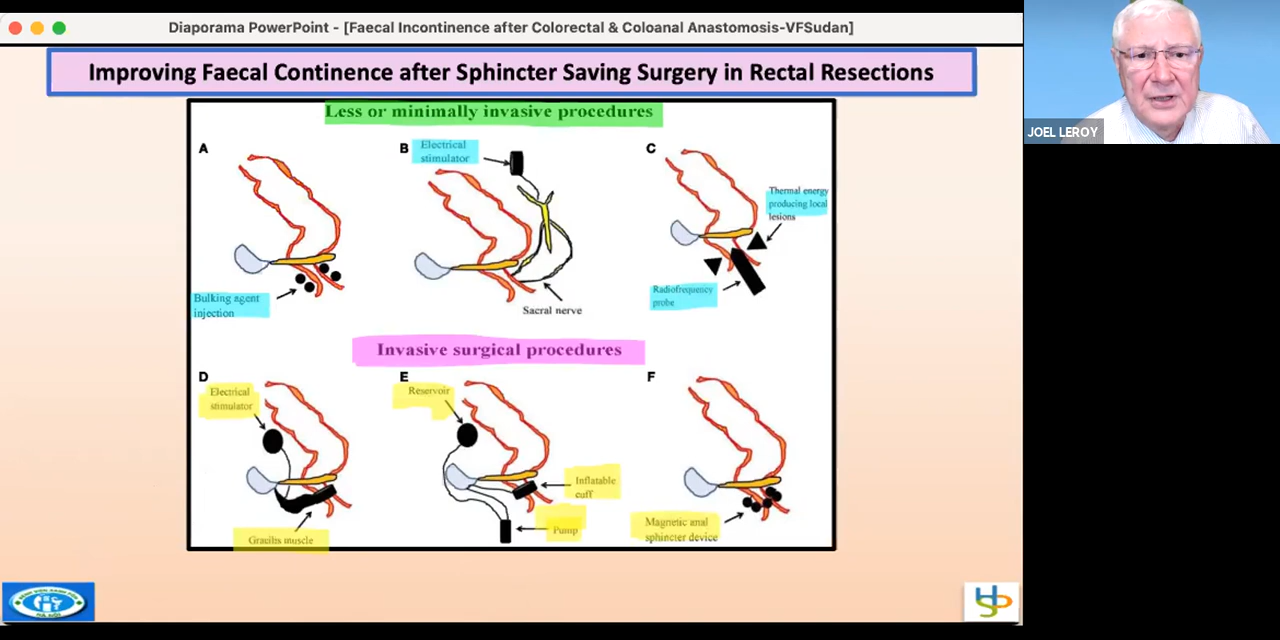 Diaporama PowerPoint - [Faecal Incontinence after Colorectal & Coloanal Anastomosis-VFSudan]
JOEL LEROY
Improving Faecal Continence after Sphincter Saving Surgery in Rectal Resections
Less or minimally invasive procedures
A
B
Electrical
stimulator
C
Thermal energy
producing local
lesions
Bulking agent
injection
Sacral nerve
Radiofrequency
probe
Invasive surgical procedures
D
Electrical
stimulator
E
Reservoir
F
Inflatable
cuff
Gracilis muscle
Pump
Magnetic anal
sphincter device